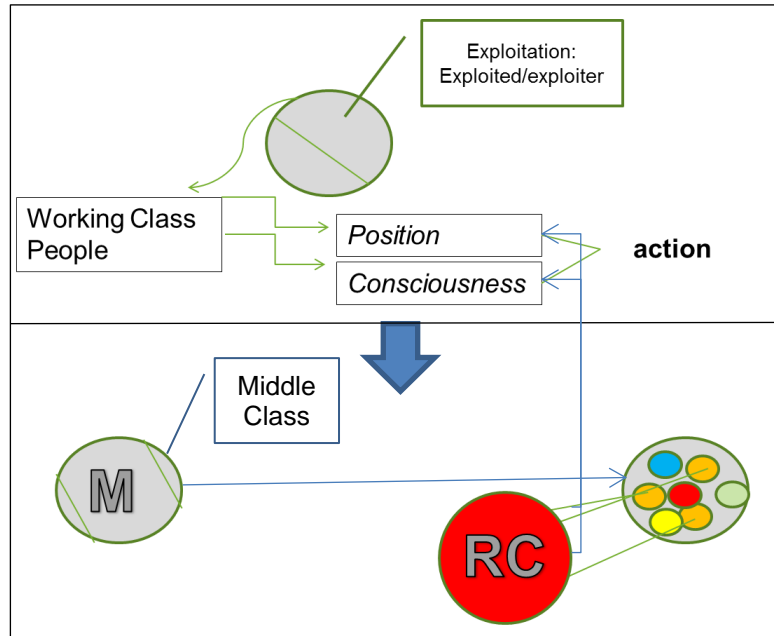 Exploitation:
Exploited/exploiter
Working Class
People
Position
Consciousness
action
Middle
Class
M
RC